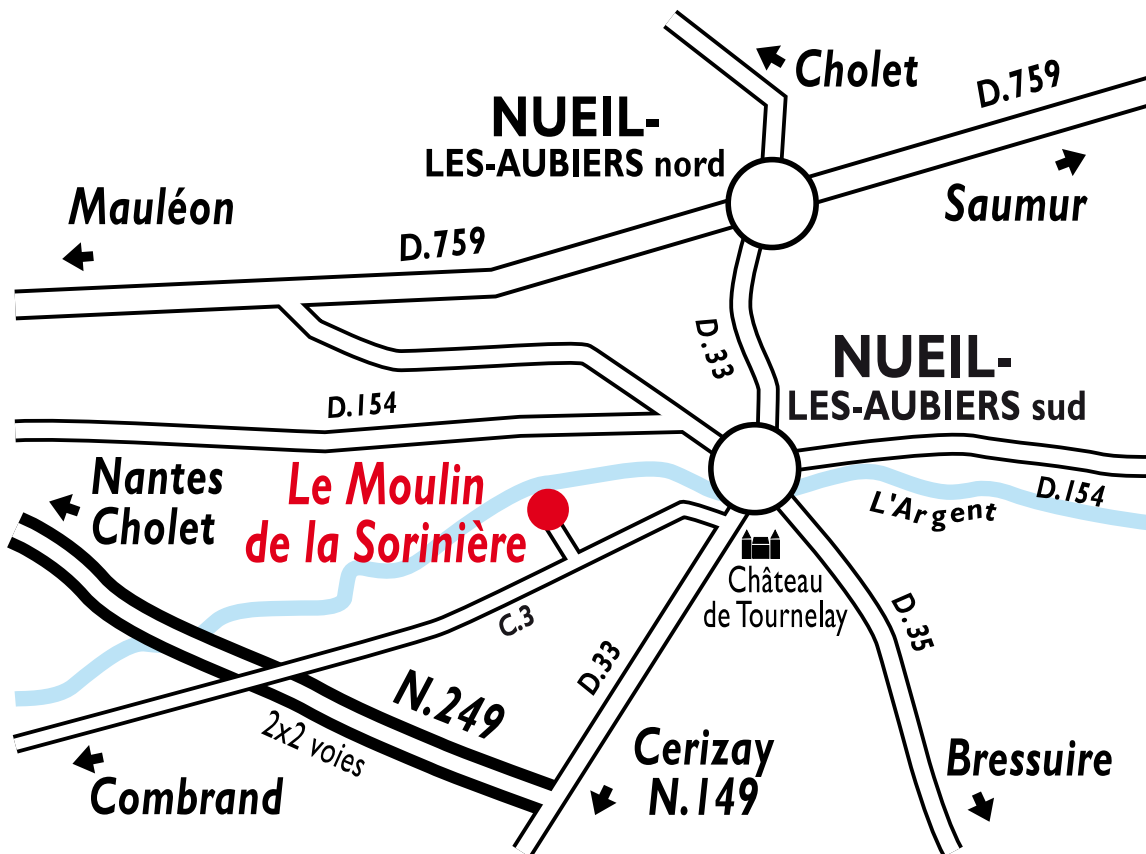 Cholet
D.759
NUEIL-
LES-AUBIERS nord
Mauléon
Saumur
D.759
D.33
NUEIL-
LES-AUBIERS sud
D.154
Nantes
Cholet
Le Moulin
de la Sorinière
D.154
L'Argent
Château
de Tournelay
C.3
D.35
D.33
N.249
2x2 voies
Cerizay
N.149
Bressuire
Combrand